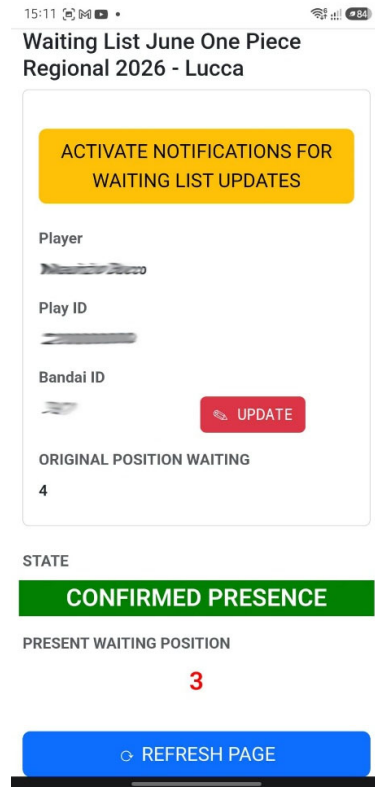 15:11
84
Waiting List June One Piece
Regional 2026 - Lucca
ACTIVATE NOTIFICATIONS FOR
WAITING LIST UPDATES
Player
Play ID
Bandai ID
UPDATE
ORIGINAL POSITION WAITING
4
STATE
CONFIRMED PRESENCE
PRESENT WAITING POSITION
3
REFRESH PAGE